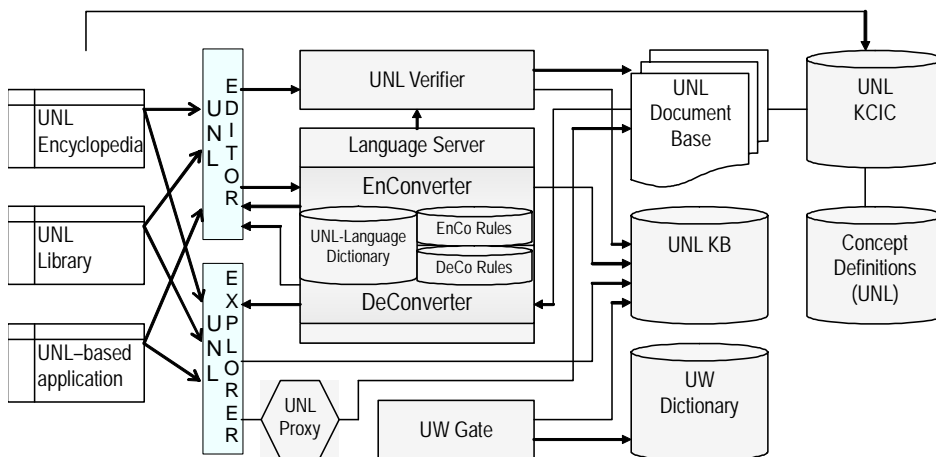 UNL
Encyclopedia
UNL
Library
UNL–based
application
UNL
EDITOR
UNL
EXPLORER
UNL Verifier
Language Server
EnConverter
UNL-Language
Dictionary
EnCo Rules
DeCo Rules
DeConverter
UNL
Proxy
UW Gate
UNL
Document
Base
UNL KB
UW
Dictionary
UNL
KCIC
Concept
Definitions
(UNL)